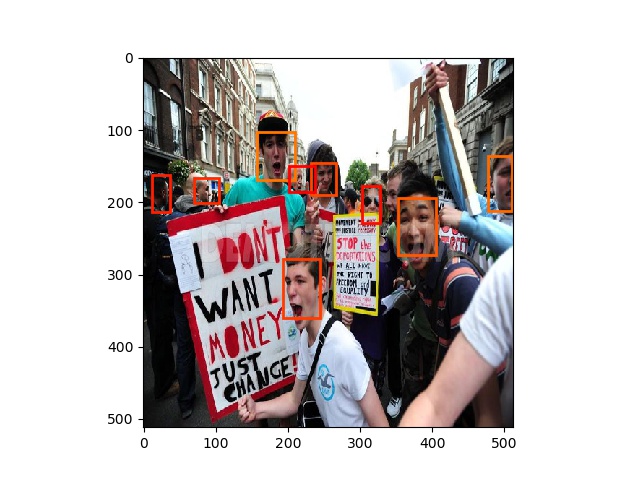 0
100
200
300
400
500
I DON'T
WANT
MONEY
JUST
CHANGE!
STOP the
DEPORTATIONS
WE ALL HAVE
THE RIGHT TO
FREEDOM and
EQUALITY
0 100 200 300 400 500